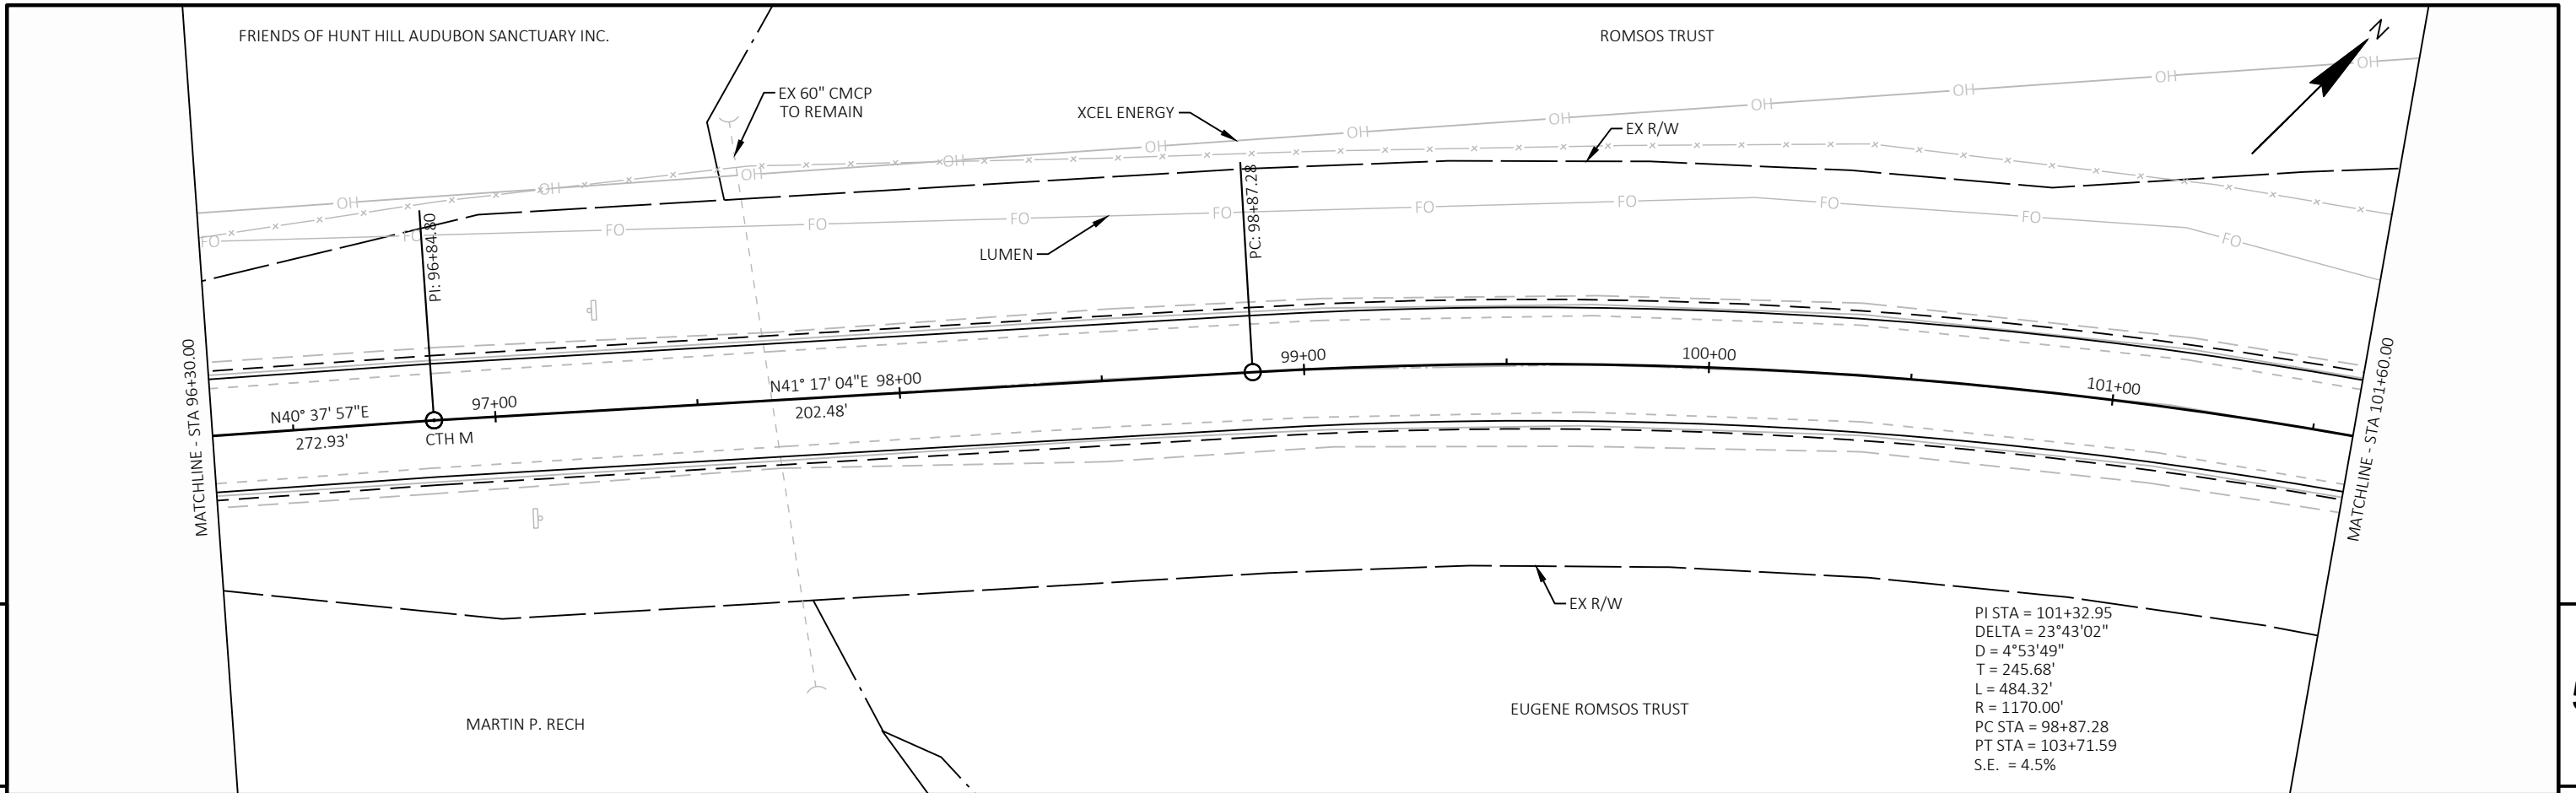 FRIENDS OF HUNT HILL AUDUBON SANCTUARY INC.
ROMSOS TRUST
N
EX 60" CMCP
TO REMAIN
XCEL ENERGY
EX R/W
OH OH OH OH OH OH OH OH OH OH OH
FO FO FO FO FO FO FO FO FO FO FO
LUMEN
PI: 96+84.80
PC: 98+87.28
MATCHLINE - STA 96+30.00
MATCHLINE - STA 101+60.00
N40° 37' 57"E
272.93'
CTH M
97+00
N41° 17' 04"E 98+00
202.48'
99+00
100+00
101+00
EX R/W
MARTIN P. RECH
EUGENE ROMSOS TRUST
PI STA = 101+32.95
DELTA = 23°43'02"
D = 4°53'49"
T = 245.68'
L = 484.32'
R = 1170.00'
PC STA = 98+87.28
PT STA = 103+71.59
S.E. = 4.5%